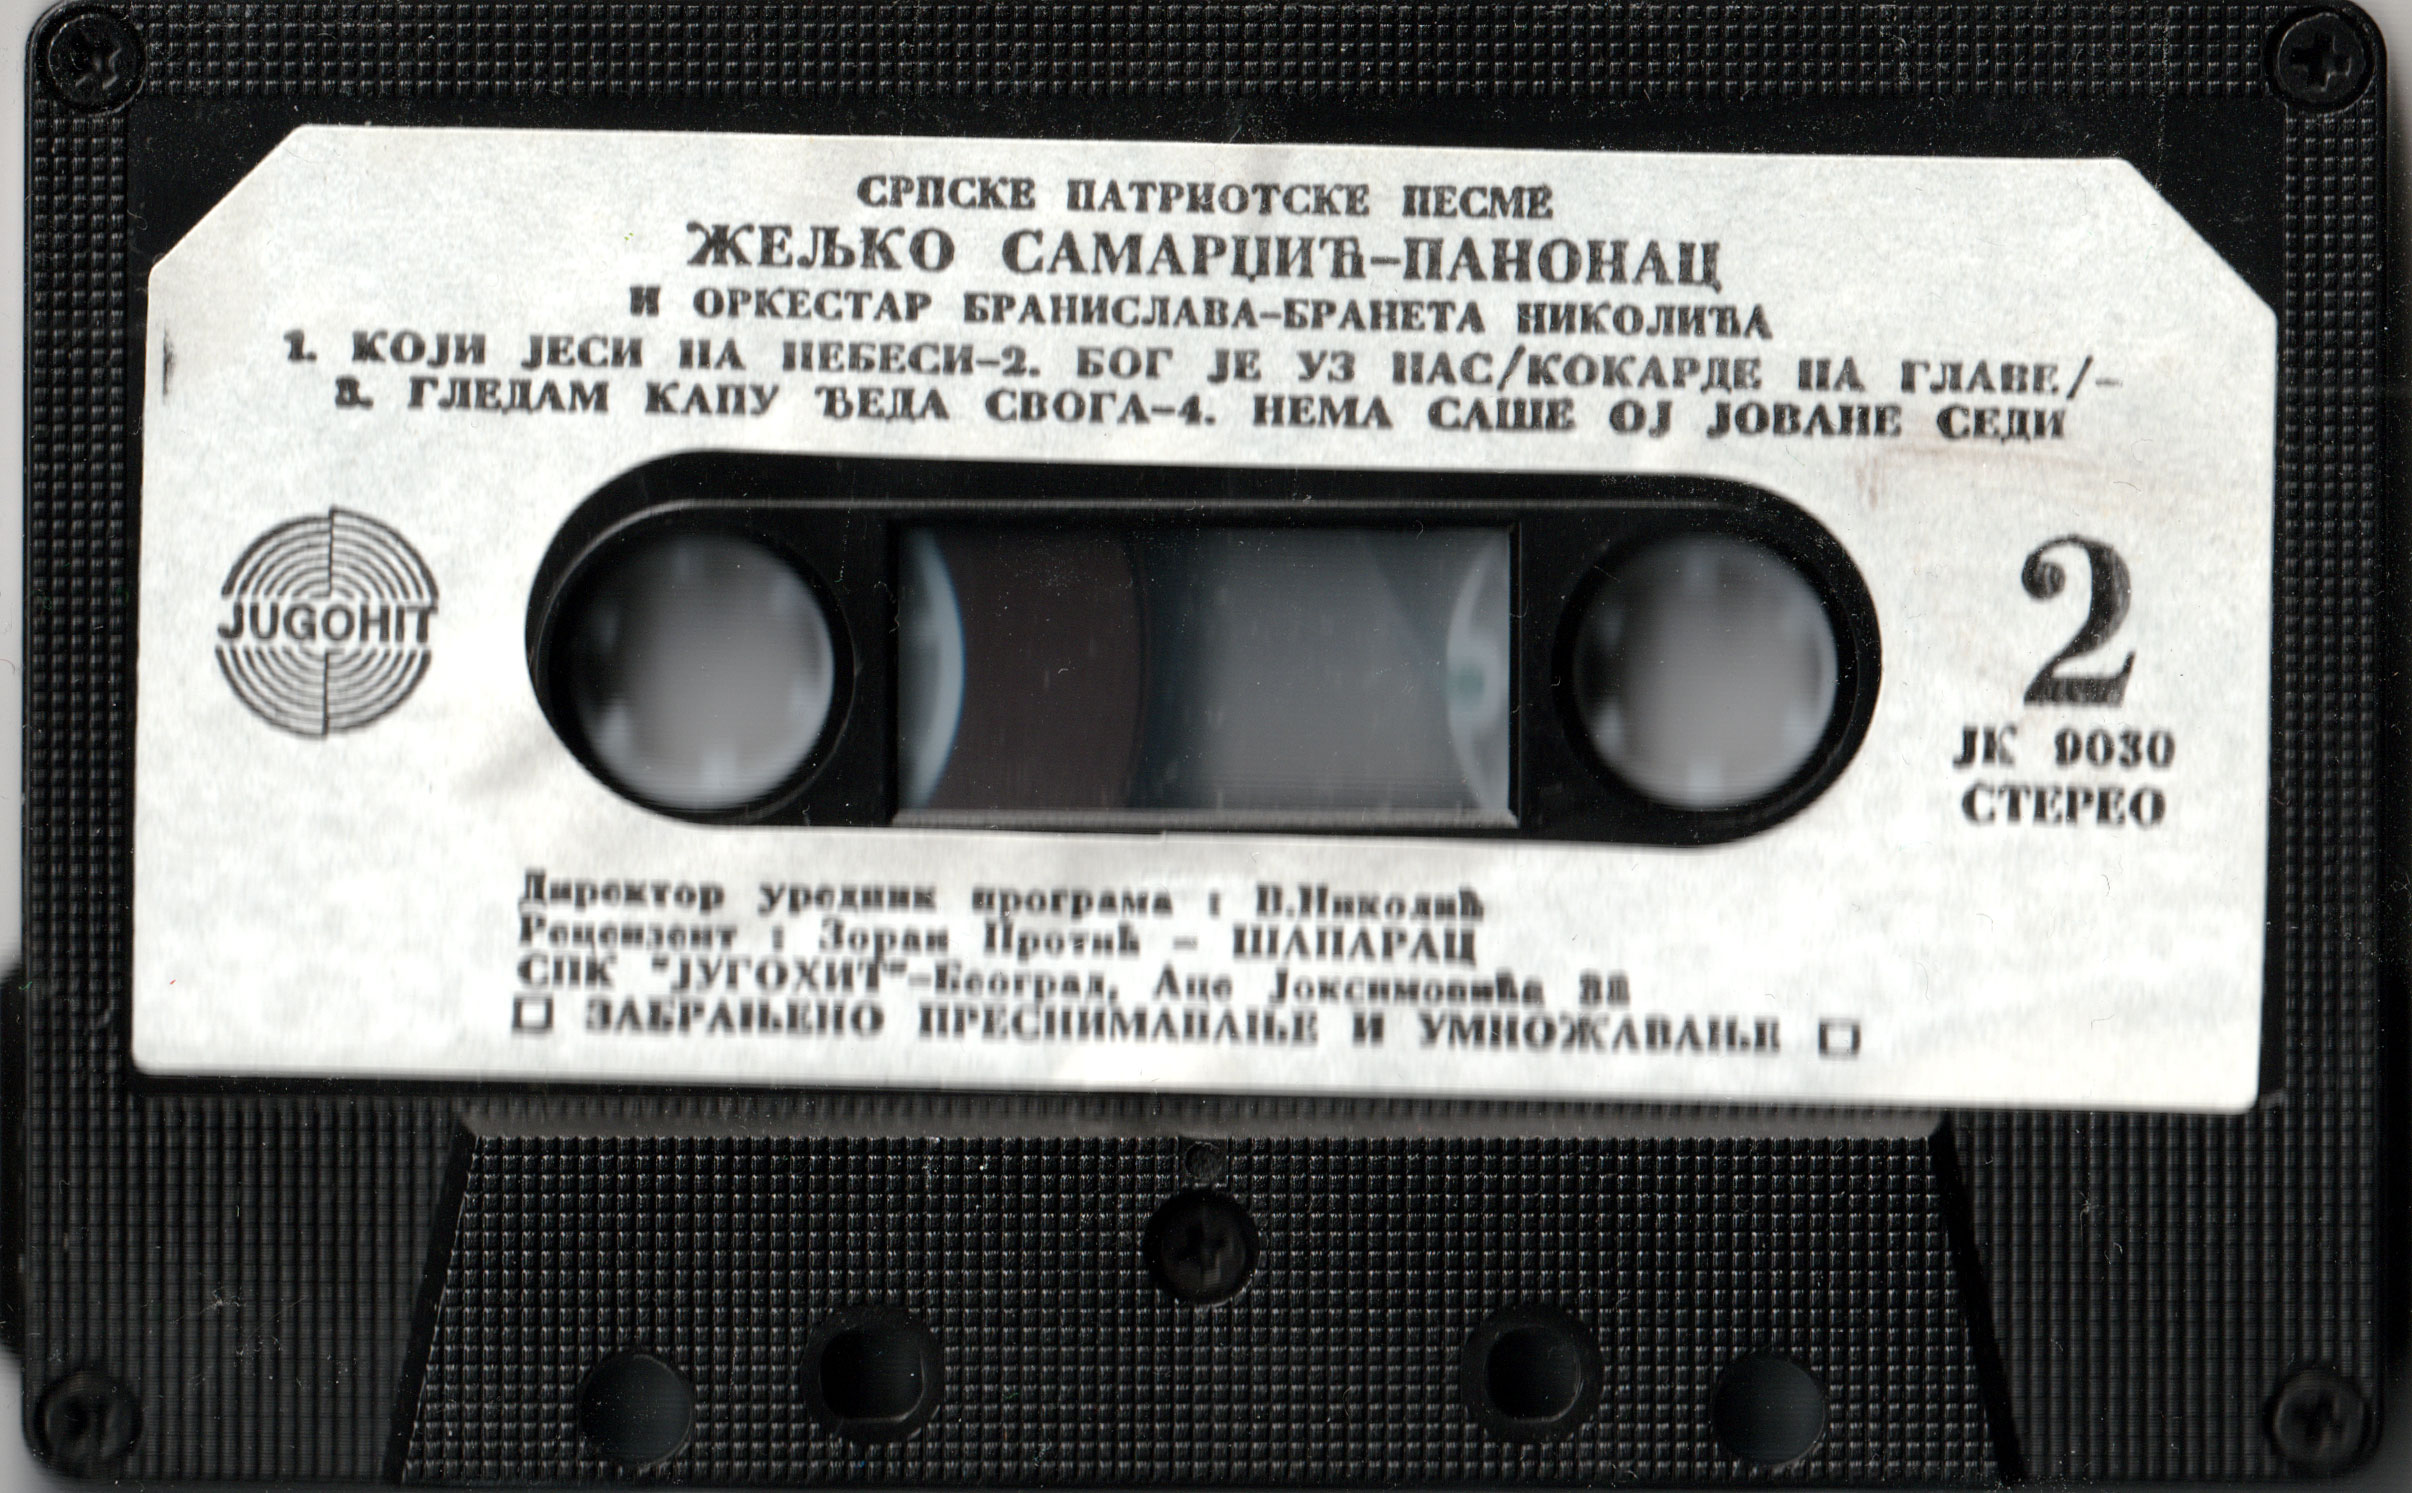 СРПСКЕ ПАТРИОТСКЕ ПЕСМЕ
ЖЕЉКО САМАРЏИЋ-ПАНОНАЦ
И ОРКЕСТАР БРАНИСЛАВА-БРАНЕТА НИКОЛИЋА
1. КОЈИ ЈЕСИ НА НЕБЕСИ-2. БОГ ЈЕ УЗ НАС/КОКАРДЕ НА ГЛАВЕ/-
3. ГЛЕДАМ КАПУ ЂЕДА СВОГА-4. НЕМА САШЕ ОЈ ЈОВАНЕ СЕДИ
JUGOHIT
2
ЈК 9030
СТЕРЕО
Директор уредник програма : В.Николић
Рецензент : Зоран Протић - ШАПАРАЦ
СПК "ЈУГОХИТ"-Београд, Ане Јоксимовића
ЗАБРАЊЕНО ПРЕСНИМАВАЊЕ И УМНОЖАВАЊЕ